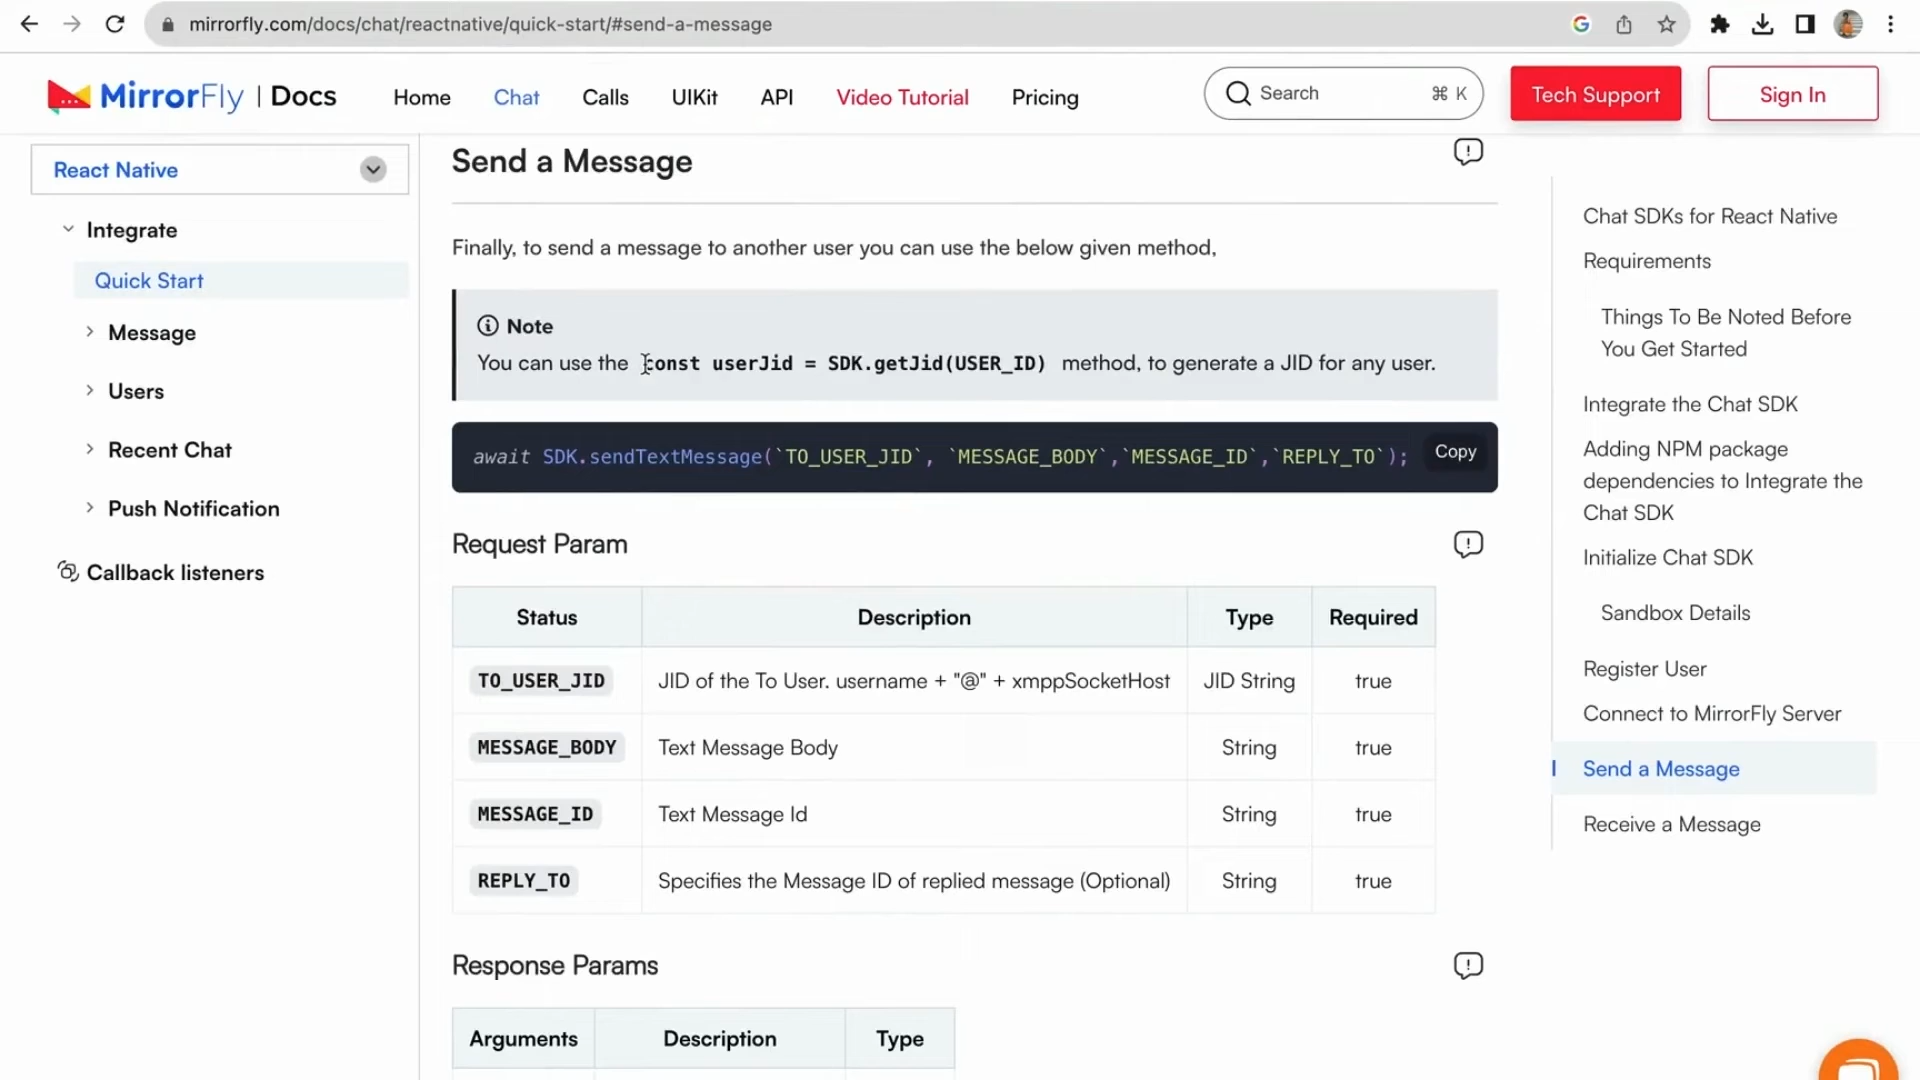 mirrorfly.com/docs/chat/reactnative/quick-start/#send-a-message
MirrorFly | Docs
Home
Chat
Calls
UIKit
API
Video Tutorial
Pricing
Search
⌘ K
Tech Support
Sign In
React Native
Integrate
Quick Start
Message
Users
Recent Chat
Push Notification
Callback listeners
Send a Message
Finally, to send a message to another user you can use the below given method,
Note
You can use the const userJid = SDK.getJid(USER_ID) method, to generate a JID for any user.
await SDK.sendTextMessage(`TO_USER_JID`, `MESSAGE_BODY`,`MESSAGE_ID`,`REPLY_TO`);
Copy
Request Param
Status Description Type Required
TO_USER_JID JID of the To User. username + "@" + xmppSocketHost JID String true
MESSAGE_BODY Text Message Body String true
MESSAGE_ID Text Message Id String true
REPLY_TO Specifies the Message ID of replied message (Optional) String true
Response Params
Arguments Description Type
Chat SDKs for React Native
Requirements
Things To Be Noted Before
You Get Started
Integrate the Chat SDK
Adding NPM package
dependencies to Integrate the
Chat SDK
Initialize Chat SDK
Sandbox Details
Register User
Connect to MirrorFly Server
Send a Message
Receive a Message